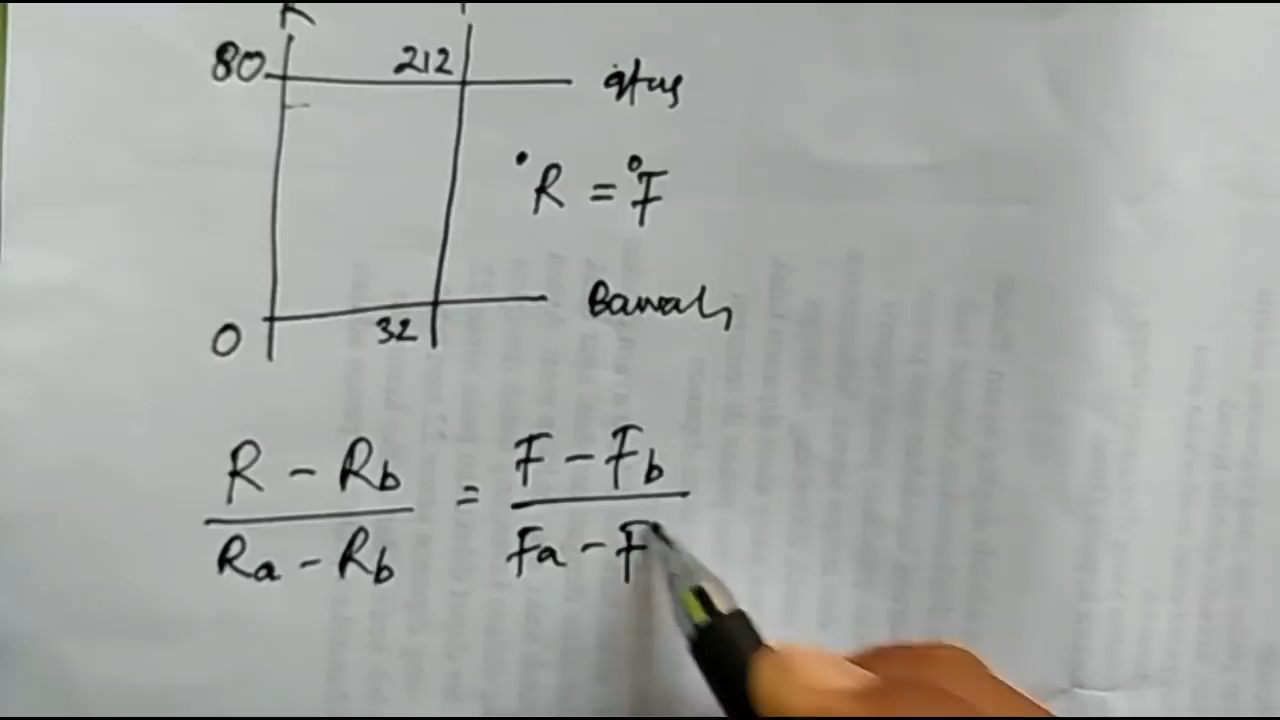 80 212 atas
°R = °F
Bawah
0 32
R - Rb = F - Fb
Ra - Rb Fa - F